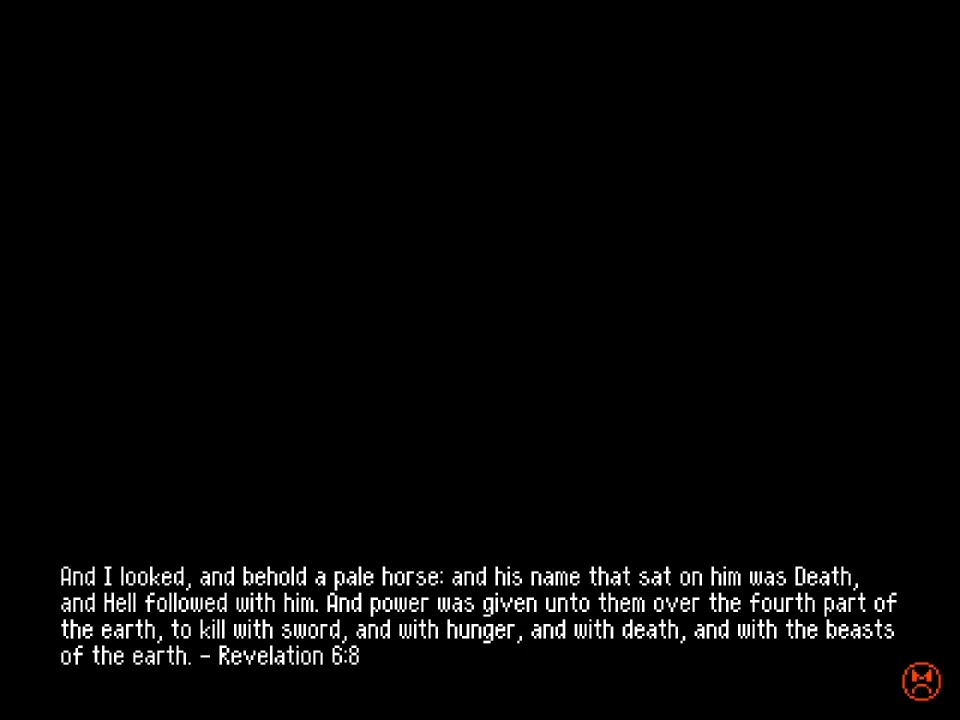 And I looked, and behold a pale horse: and his name that sat on him was Death,
and Hell followed with him. And power was given unto them over the fourth part of
the earth, to kill with sword, and with hunger, and with death, and with the beasts
of the earth. - Revelation 6:8